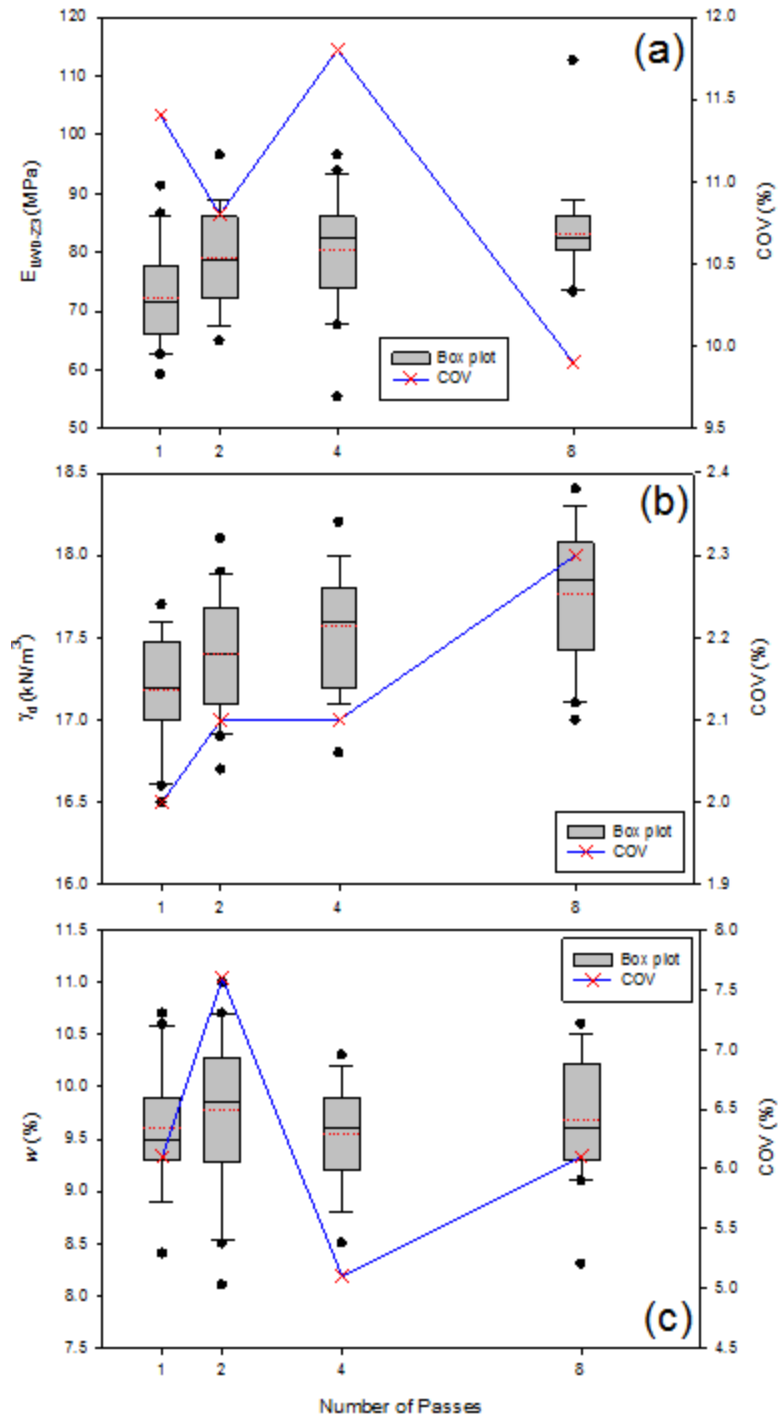 (a)
120
110
100
90
80
70
60
50
E LWD-Z3 (MPa)
12.0
11.5
11.0
10.5
10.0
9.5
COV (%)
Box plot
COV
1 2 4 8
(b)
18.5
18.0
17.5
17.0
16.5
16.0
γd (kN/m³)
2.4
2.3
2.2
2.1
2.0
1.9
COV (%)
Box plot
COV
1 2 4 8
(c)
11.5
11.0
10.5
10.0
9.5
9.0
8.5
8.0
7.5
w (%)
8.0
7.5
7.0
6.5
6.0
5.5
5.0
4.5
COV (%)
Box plot
COV
1 2 4 8
Number of Passes